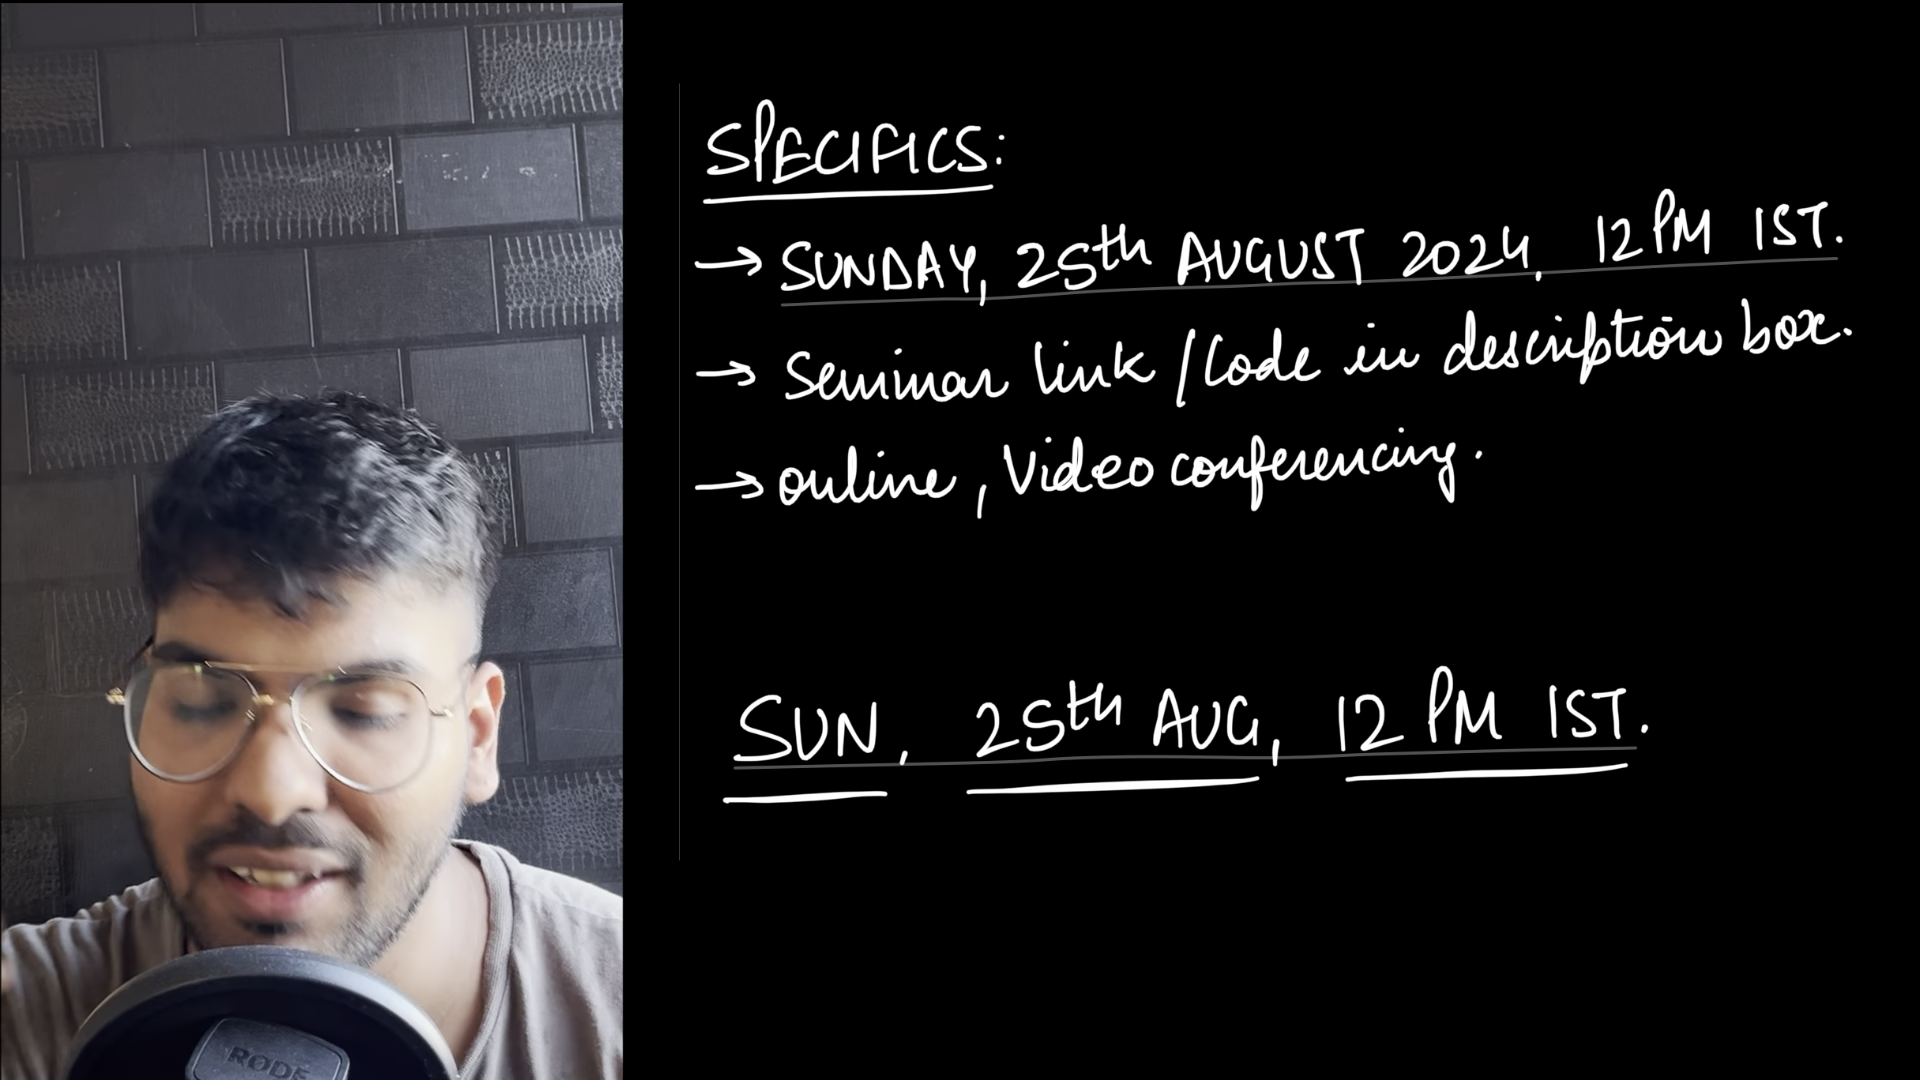 SPECIFICS:
→ SUNDAY, 25th AUGUST 2024, 12 PM IST.
→ Seminar link / Code in description box.
→ online, Video conferencing.
SUN, 25th AUG, 12 PM IST.
RØDE